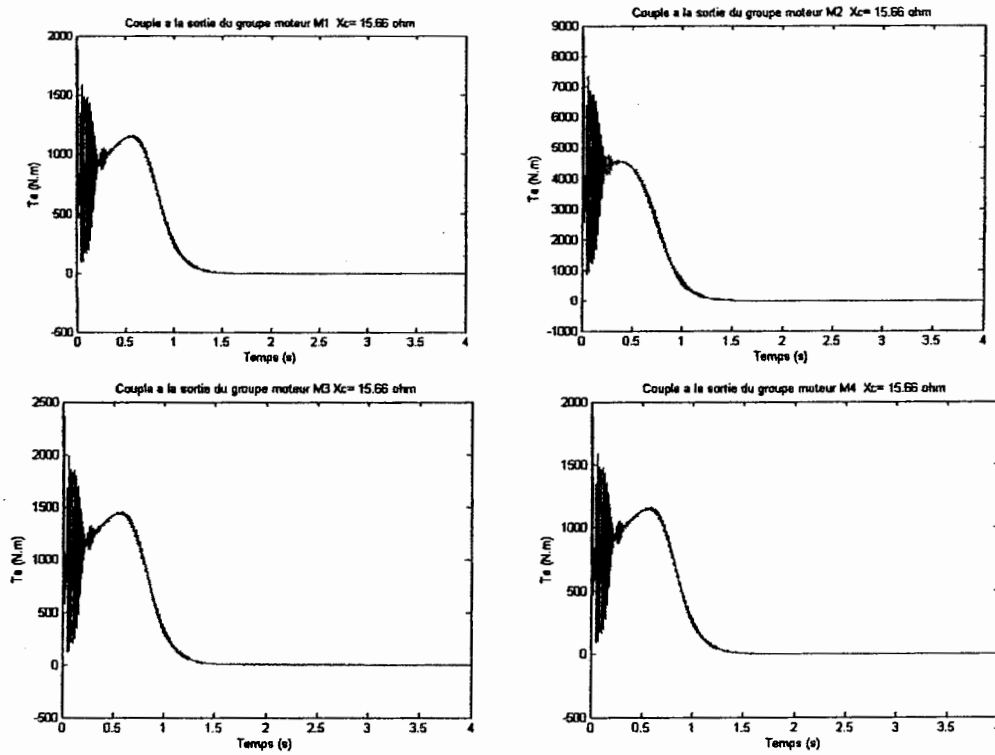 Couple a la sortie du groupe moteur M1 Xc= 15.66 ohm
2000
1500
1000
500
0
-500
Te (N.m)
0 0.5 1 1.5 2 2.5 3 3.5 4
Temps (s)
Couple a la sortie du groupe moteur M2 Xc= 15.66 ohm
9000
8000
7000
6000
5000
4000
3000
2000
1000
0
-1000
Te (N.m)
0 0.5 1 1.5 2 2.5 3 3.5 4
Temps (s)
Couple a la sortie du groupe moteur M3 Xc= 15.66 ohm
2500
2000
1500
1000
500
0
-500
Te (N.m)
0 0.5 1 1.5 2 2.5 3 3.5 4
Temps (s)
Couple a la sortie du groupe moteur M4 Xc= 15.66 ohm
2000
1500
1000
500
0
-500
Te (N.m)
0 0.5 1 1.5 2 2.5 3 3.5 4
Temps (s)